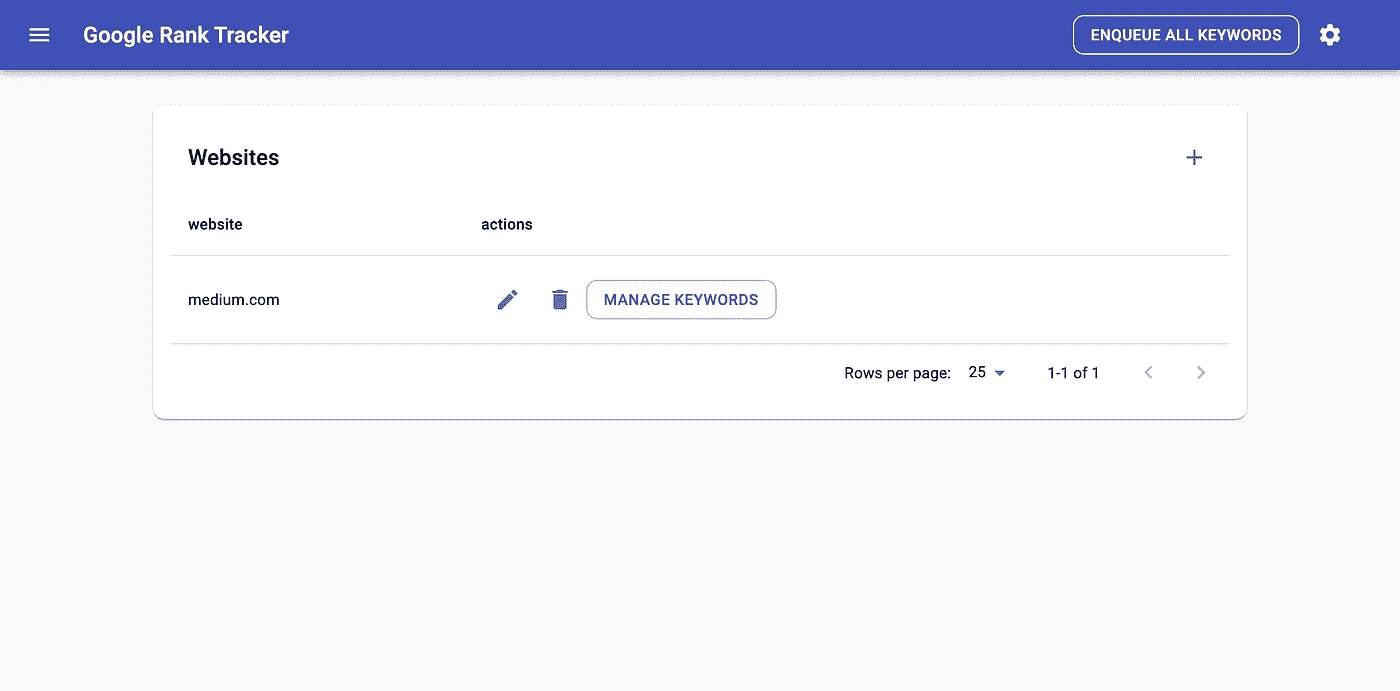 Google Rank Tracker
ENQUEUE ALL KEYWORDS
Websites
website actions
medium.com MANAGE KEYWORDS
Rows per page: 25 1-1 of 1